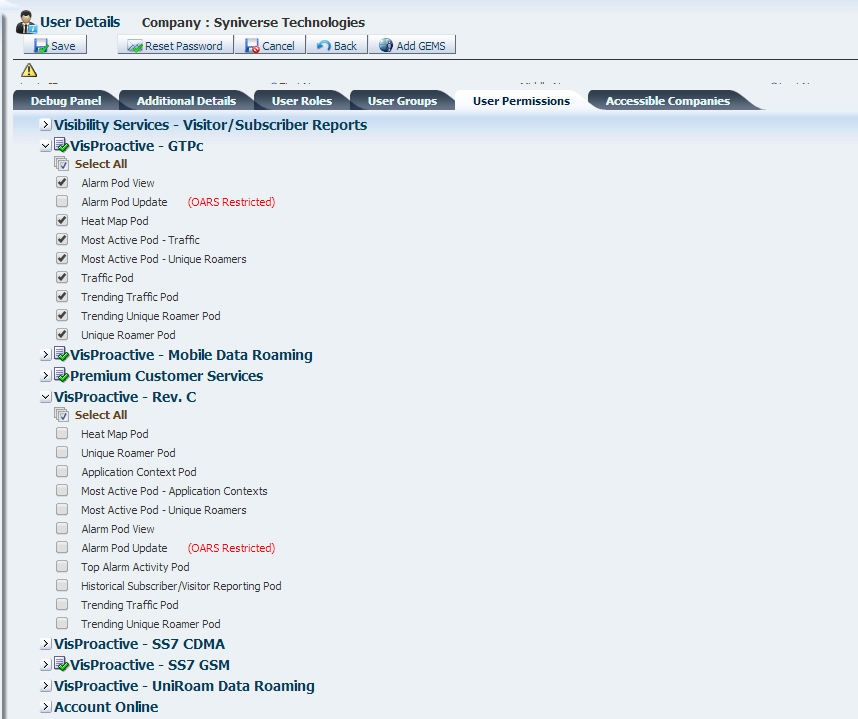 User Details Company : Syniverse Technologies
Save Reset Password Cancel Back Add GEMS
Debug Panel Additional Details User Roles User Groups User Permissions Accessible Companies
Visibility Services - Visitor/Subscriber Reports
VisProactive - GTPc
Select All
Alarm Pod View
Alarm Pod Update (OARS Restricted)
Heat Map Pod
Most Active Pod - Traffic
Most Active Pod - Unique Roamers
Traffic Pod
Trending Traffic Pod
Trending Unique Roamer Pod
Unique Roamer Pod
VisProactive - Mobile Data Roaming
Premium Customer Services
VisProactive - Rev. C
Select All
Heat Map Pod
Unique Roamer Pod
Application Context Pod
Most Active Pod - Application Contexts
Most Active Pod - Unique Roamers
Alarm Pod View
Alarm Pod Update (OARS Restricted)
Top Alarm Activity Pod
Historical Subscriber/Visitor Reporting Pod
Trending Traffic Pod
Trending Unique Roamer Pod
VisProactive - SS7 CDMA
VisProactive - SS7 GSM
VisProactive - UniRoam Data Roaming
Account Online